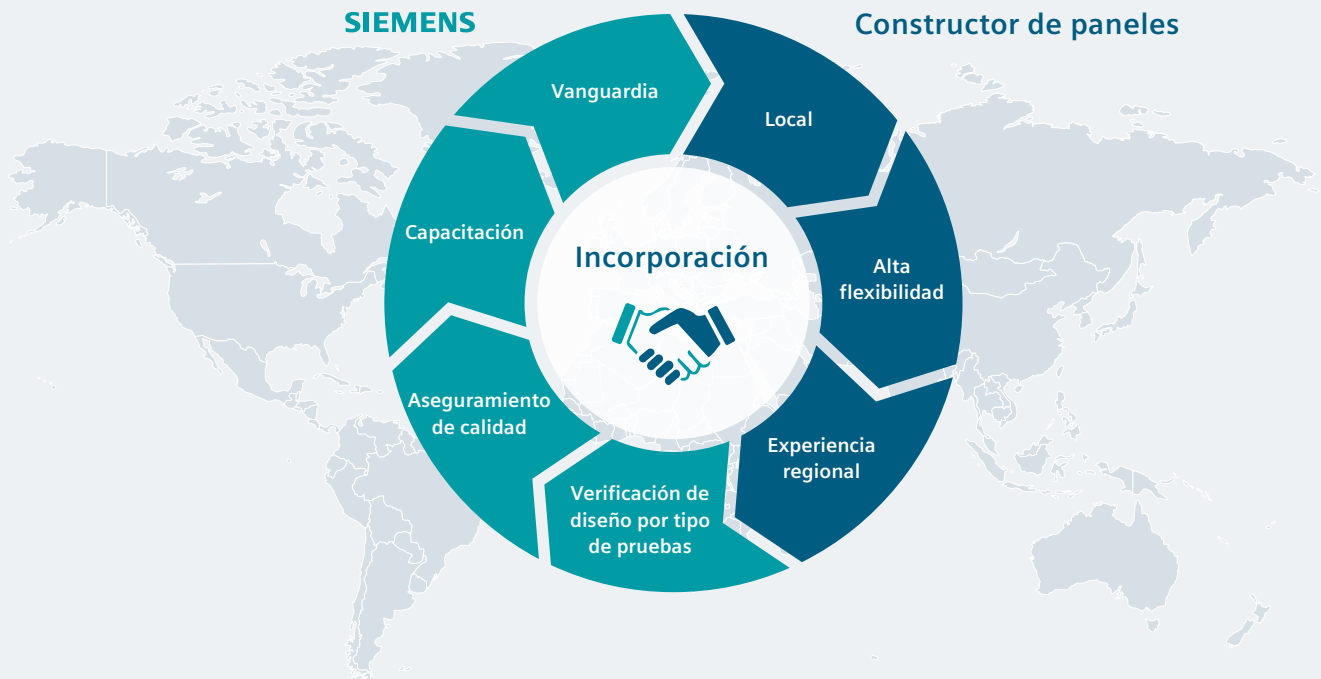 SIEMENS
Constructor de paneles
Vanguardia
Local
Capacitación
Alta
flexibilidad
Incorporación
Aseguramiento
de calidad
Experiencia
regional
Verificación de
diseño por tipo
de pruebas